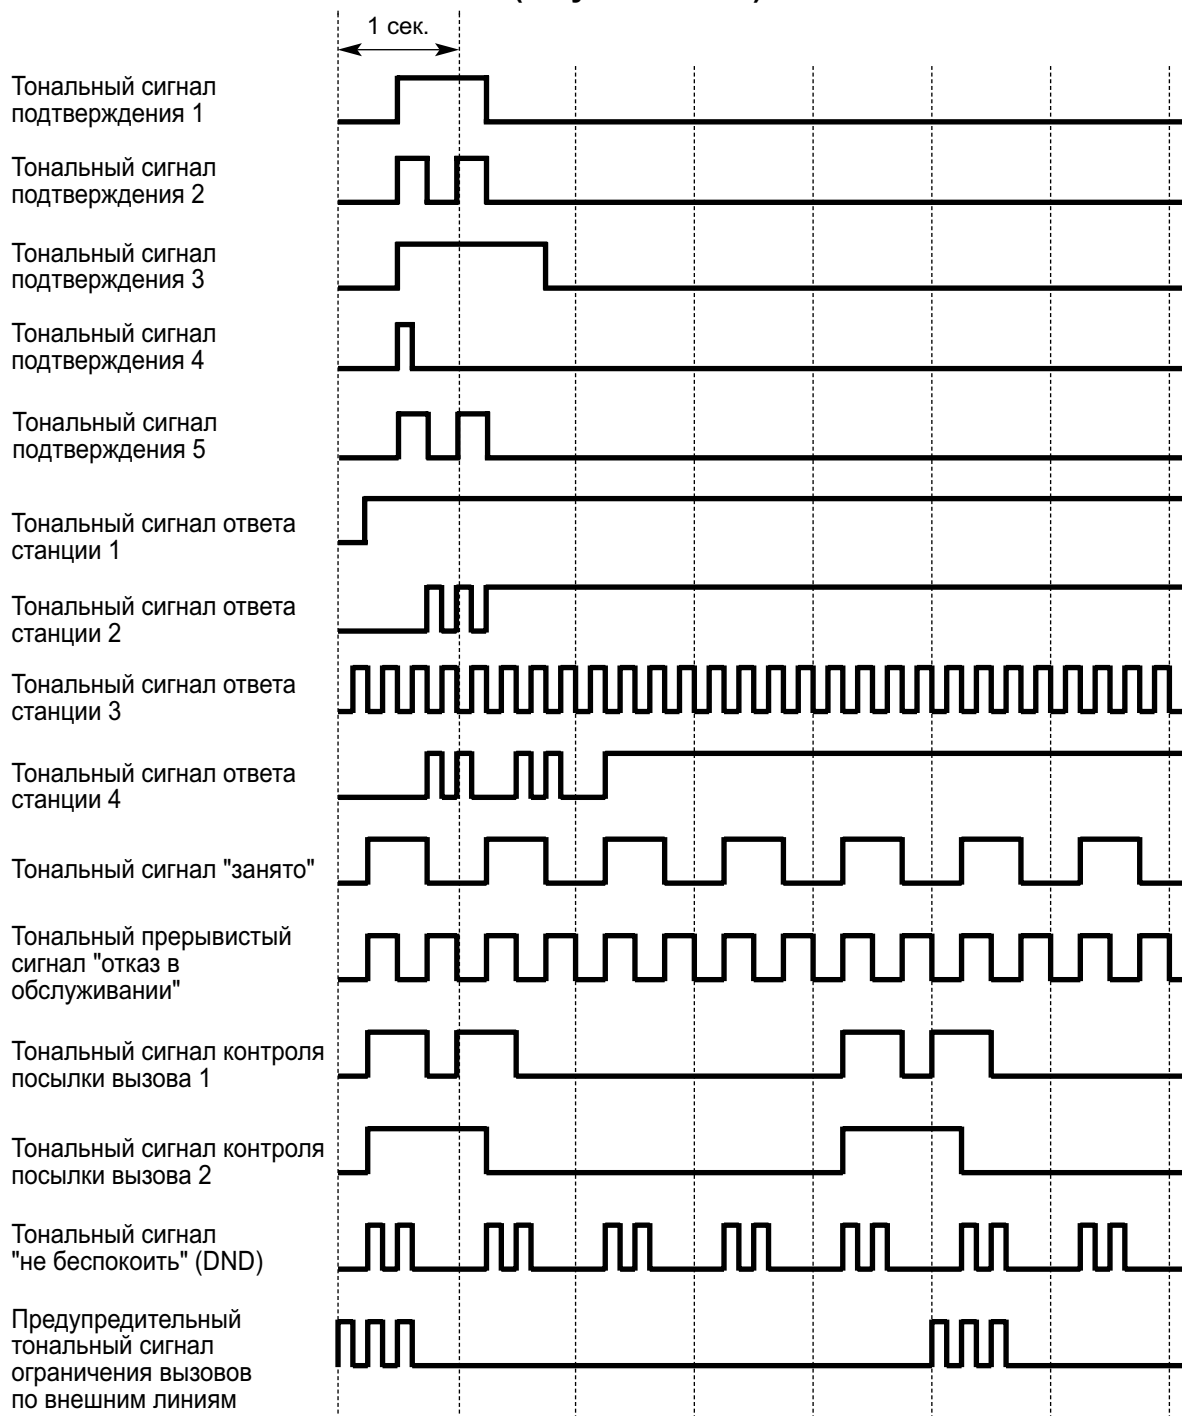 1 сек.
Тональный сигнал
подтверждения 1
Тональный сигнал
подтверждения 2
Тональный сигнал
подтверждения 3
Тональный сигнал
подтверждения 4
Тональный сигнал
подтверждения 5
Тональный сигнал ответа
станции 1
Тональный сигнал ответа
станции 2
Тональный сигнал ответа
станции 3
Тональный сигнал ответа
станции 4
Тональный сигнал "занято"
Тональный прерывистый
сигнал "отказ в
обслуживании"
Тональный сигнал контроля
посылки вызова 1
Тональный сигнал контроля
посылки вызова 2
Тональный сигнал
"не беспокоить" (DND)
Предупредительный
тональный сигнал
ограничения вызовов
по внешним линиям